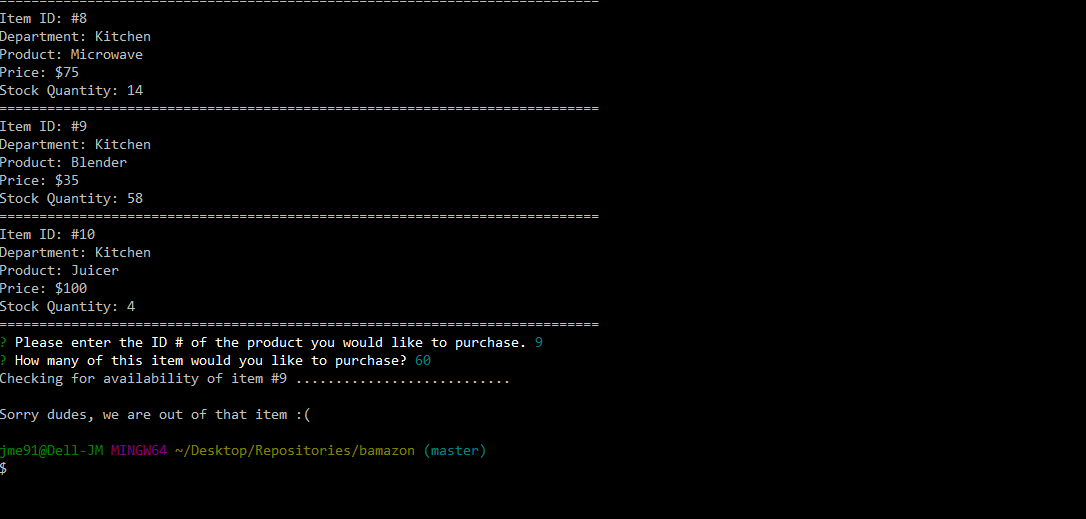 ===========================================================================
Item ID: #8
Department: Kitchen
Product: Microwave
Price: $75
Stock Quantity: 14
===========================================================================
Item ID: #9
Department: Kitchen
Product: Blender
Price: $35
Stock Quantity: 58
===========================================================================
Item ID: #10
Department: Kitchen
Product: Juicer
Price: $100
Stock Quantity: 4
===========================================================================
? Please enter the ID # of the product you would like to purchase. 9
? How many of this item would you like to purchase? 60
Checking for availability of item #9 ...........................
Sorry dudes, we are out of that item :(
jme91@Dell-JM MINGW64 ~/Desktop/Repositories/bamazon (master)
$